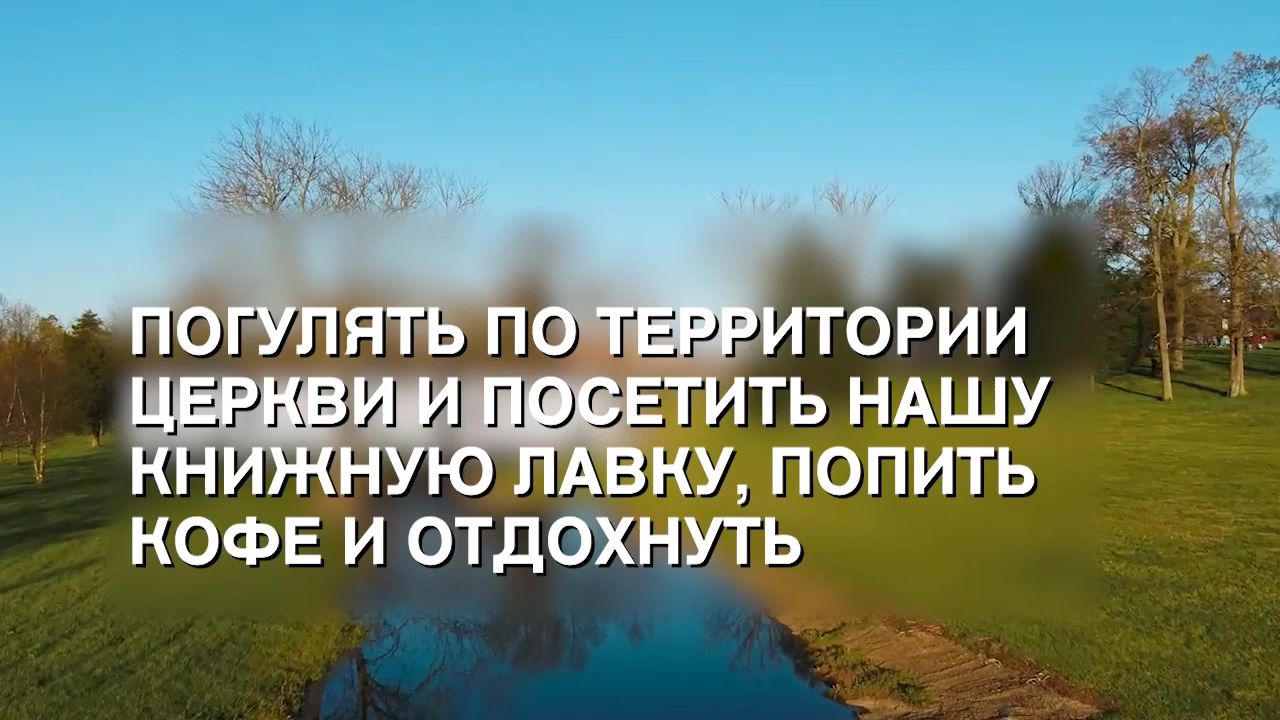 ПОГУЛЯТЬ ПО ТЕРРИТОРИИ
ЦЕРКВИ И ПОСЕТИТЬ НАШУ
КНИЖНУЮ ЛАВКУ, ПОПИТЬ
КОФЕ И ОТДОХНУТЬ